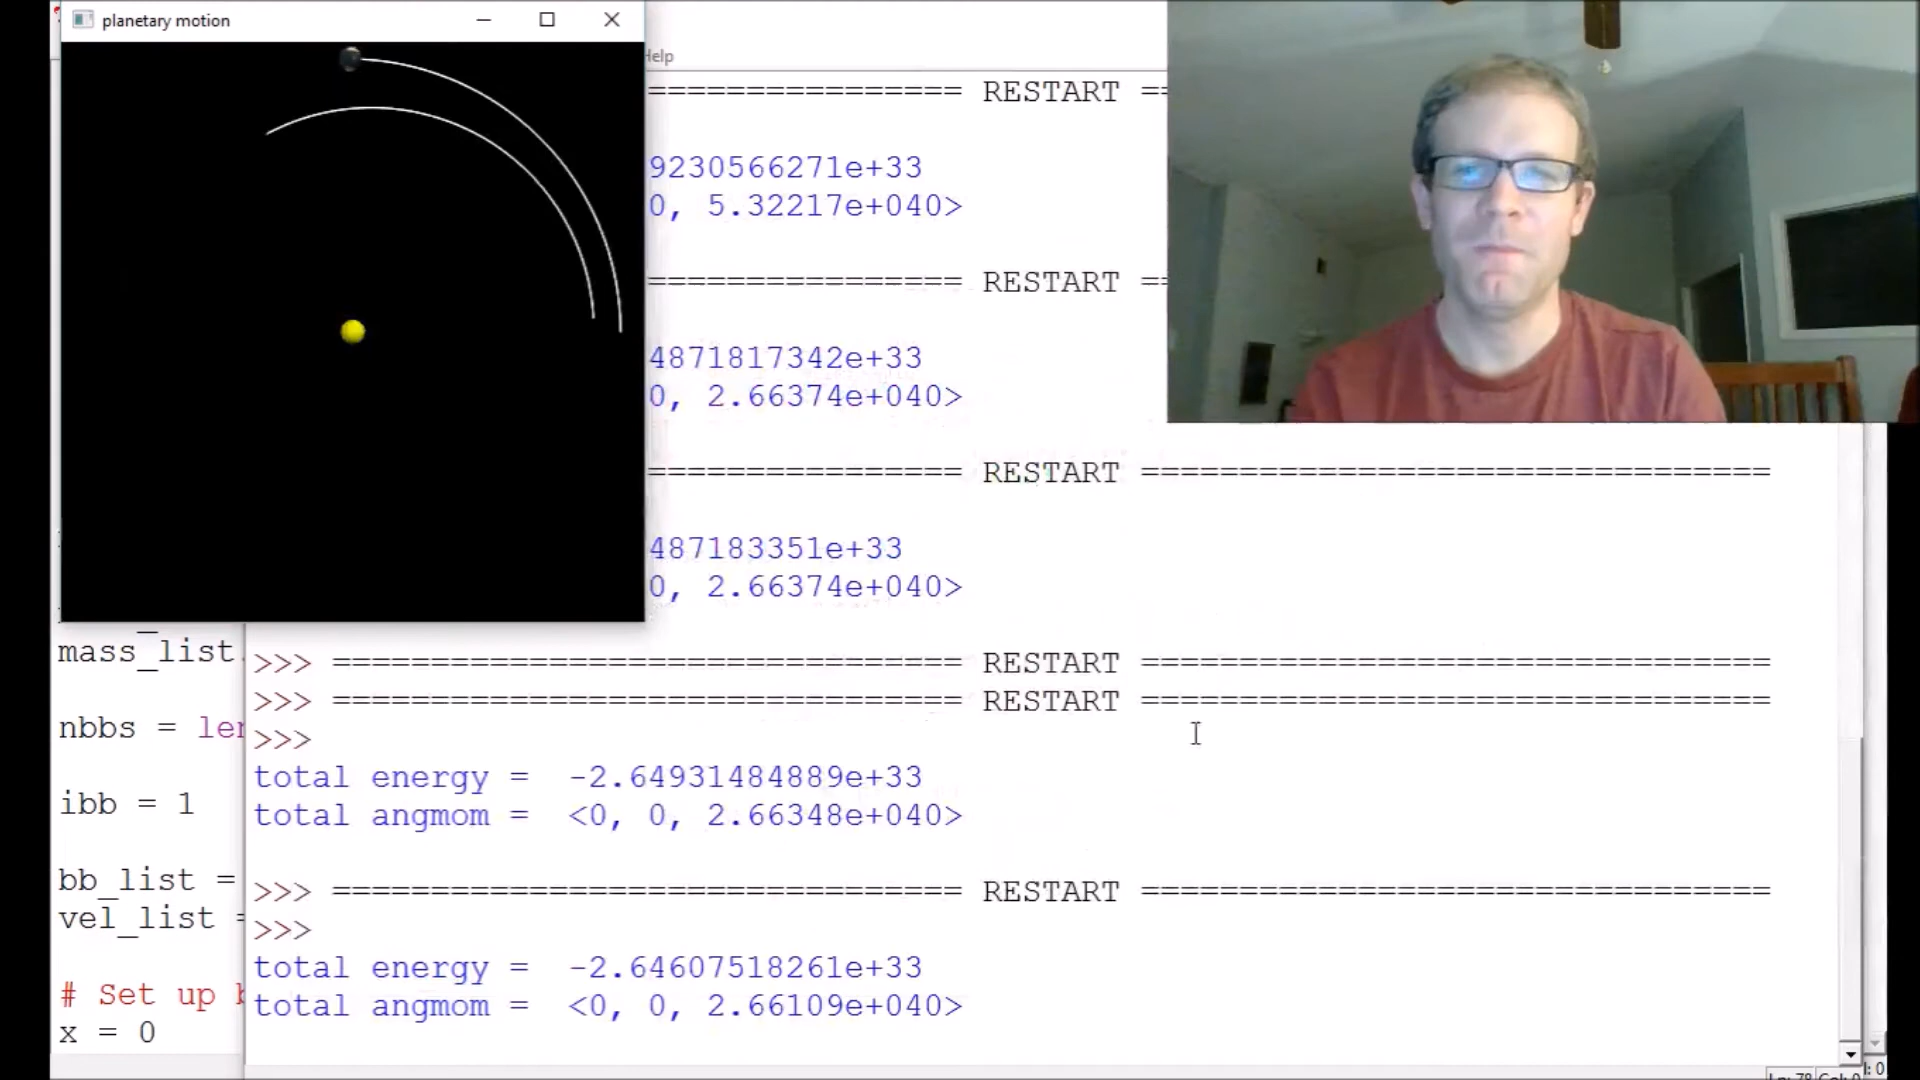 planetary motion
Help
================ RESTART ==
9230566271e+33
0, 5.32217e+040>
================ RESTART ==
4871817342e+33
0, 2.66374e+040>
================ RESTART ================================
487183351e+33
0, 2.66374e+040>
mass_list.
>>> ================================ RESTART ================================
>>> ================================ RESTART ================================
nbbs = len
>>>
total energy =  -2.64931484889e+33
ibb = 1
total angmom =  <0, 0, 2.66348e+040>
bb_list =
>>> ================================ RESTART ================================
vel_list =
>>>
total energy =  -2.64607518261e+33
# Set up b
total angmom =  <0, 0, 2.66109e+040>
x = 0